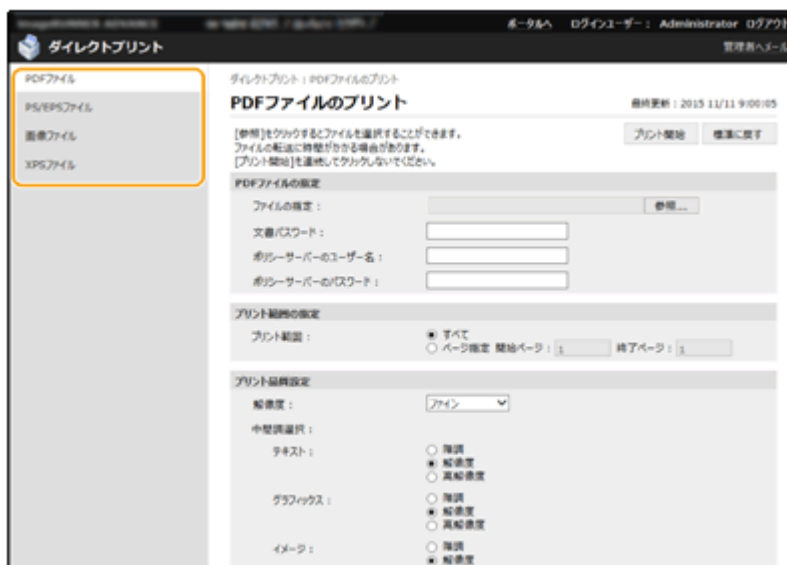 ポータルへ ログインユーザー： Administrator ログアウト
ダイレクトプリント
管理者へメール
PDFファイル
PS/EPSファイル
画像ファイル
XPSファイル
ダイレクトプリント : PDFファイルのプリント
PDFファイルのプリント
最終更新 : 2015 11/11 9:00:05
[参照]をクリックするとファイルを選択することができます。
ファイルの転送に時間がかかる場合があります。
[プリント開始]を連続してクリックしないでください。
プリント開始 標準に戻す
PDFファイルの指定
ファイルの指定 :
参照...
文書パスワード :
ポリシーサーバーのユーザー名 :
ポリシーサーバーのパスワード :
プリント範囲の指定
プリント範囲 :
すべて
ページ指定 開始ページ : 1 終了ページ : 1
プリント品質設定
解像度 :
ファイン
中間調選択 :
テキスト :
階調
解像度
高解像度
グラフィックス :
階調
解像度
高解像度
イメージ :
階調
解像度